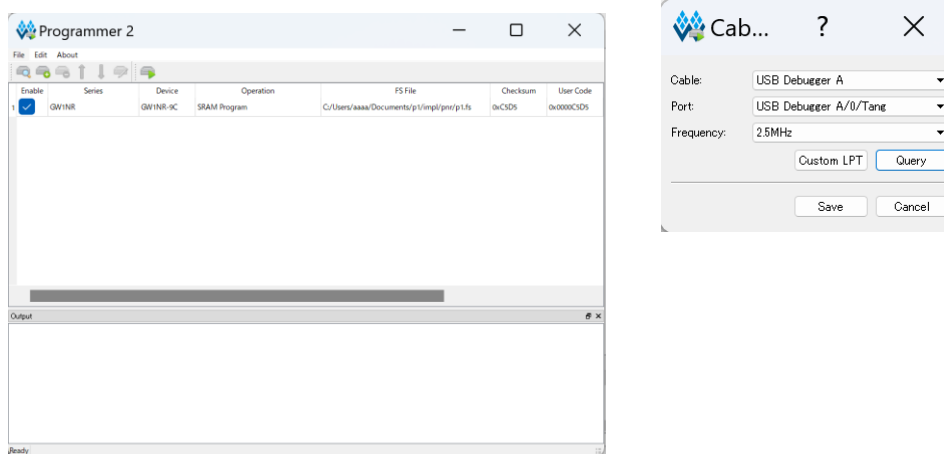 Programmer 2
File Edit About
Enable Series Device Operation FS File Checksum User Code
1 GW1NR GW1NR-9C SRAM Program C:/Users/aaaa/Documents/p1/impl/pnr/p1.fs 0xC5D5 0x0000C5D5
Output
Ready
Cab... ?
Cable: USB Debugger A
Port: USB Debugger A/0/Tang
Frequency: 2.5MHz
Custom LPT Query
Save Cancel